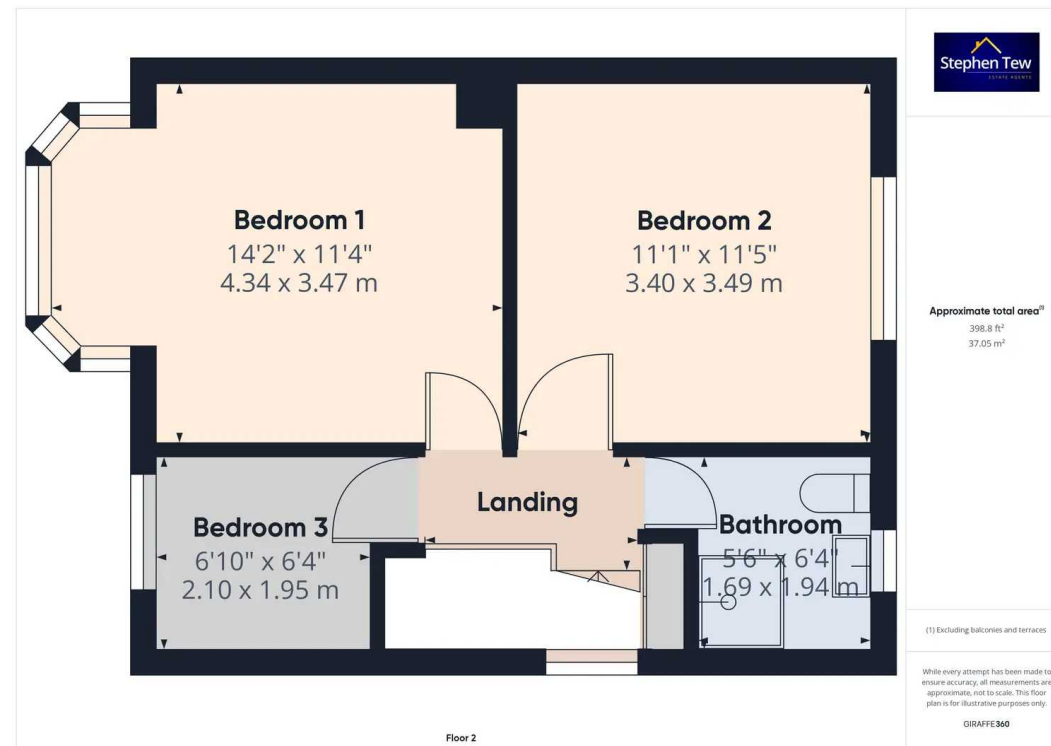 Stephen Tew
ESTATE AGENTS
Bedroom 1
14'2" x 11'4"
4.34 x 3.47 m
Bedroom 2
11'1" x 11'5"
3.40 x 3.49 m
Approximate total area⁽¹⁾
398.8 ft²
37.05 m²
Landing
Bedroom 3
6'10" x 6'4"
2.10 x 1.95 m
Bathroom
5'6" x 6'4"
1.69 x 1.94 m
(1) Excluding balconies and terraces
While every attempt has been made to
ensure accuracy, all measurements are
approximate, not to scale. This floor
plan is for illustrative purposes only.
GIRAFFE360
Floor 2